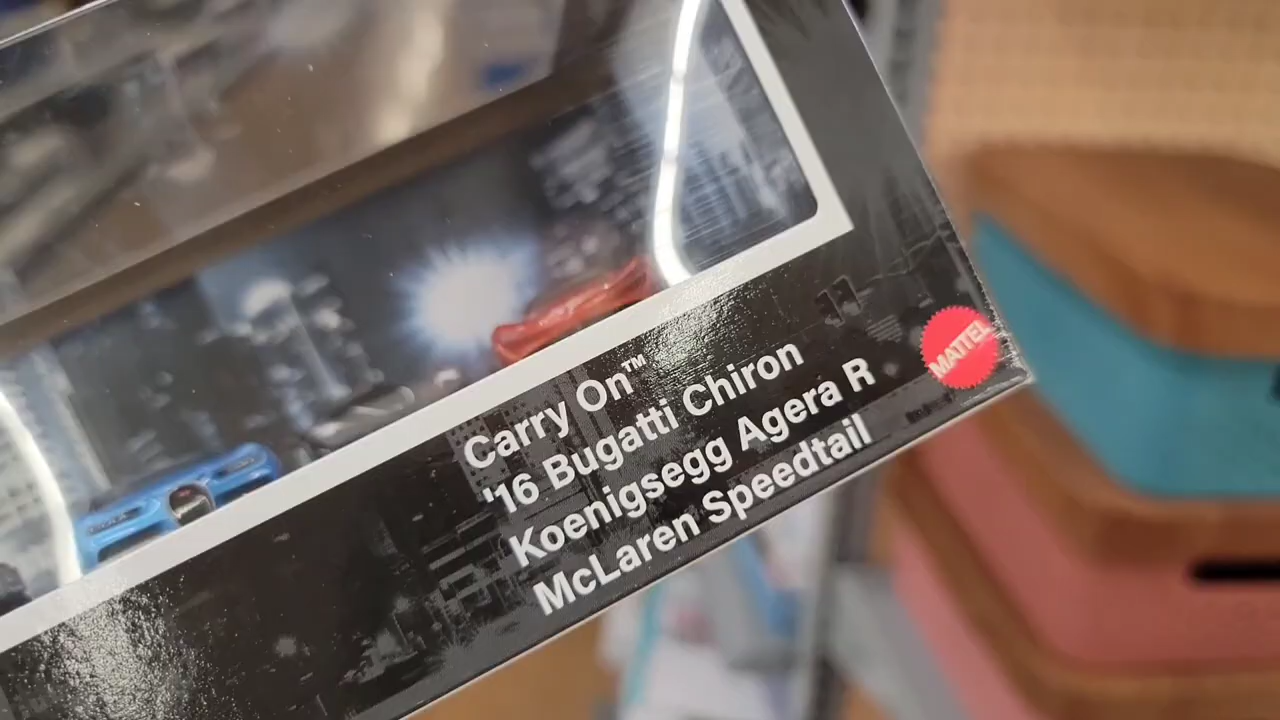 Carry On™
'16 Bugatti Chiron
Koenigsegg Agera R
McLaren Speedtail
MATTEL